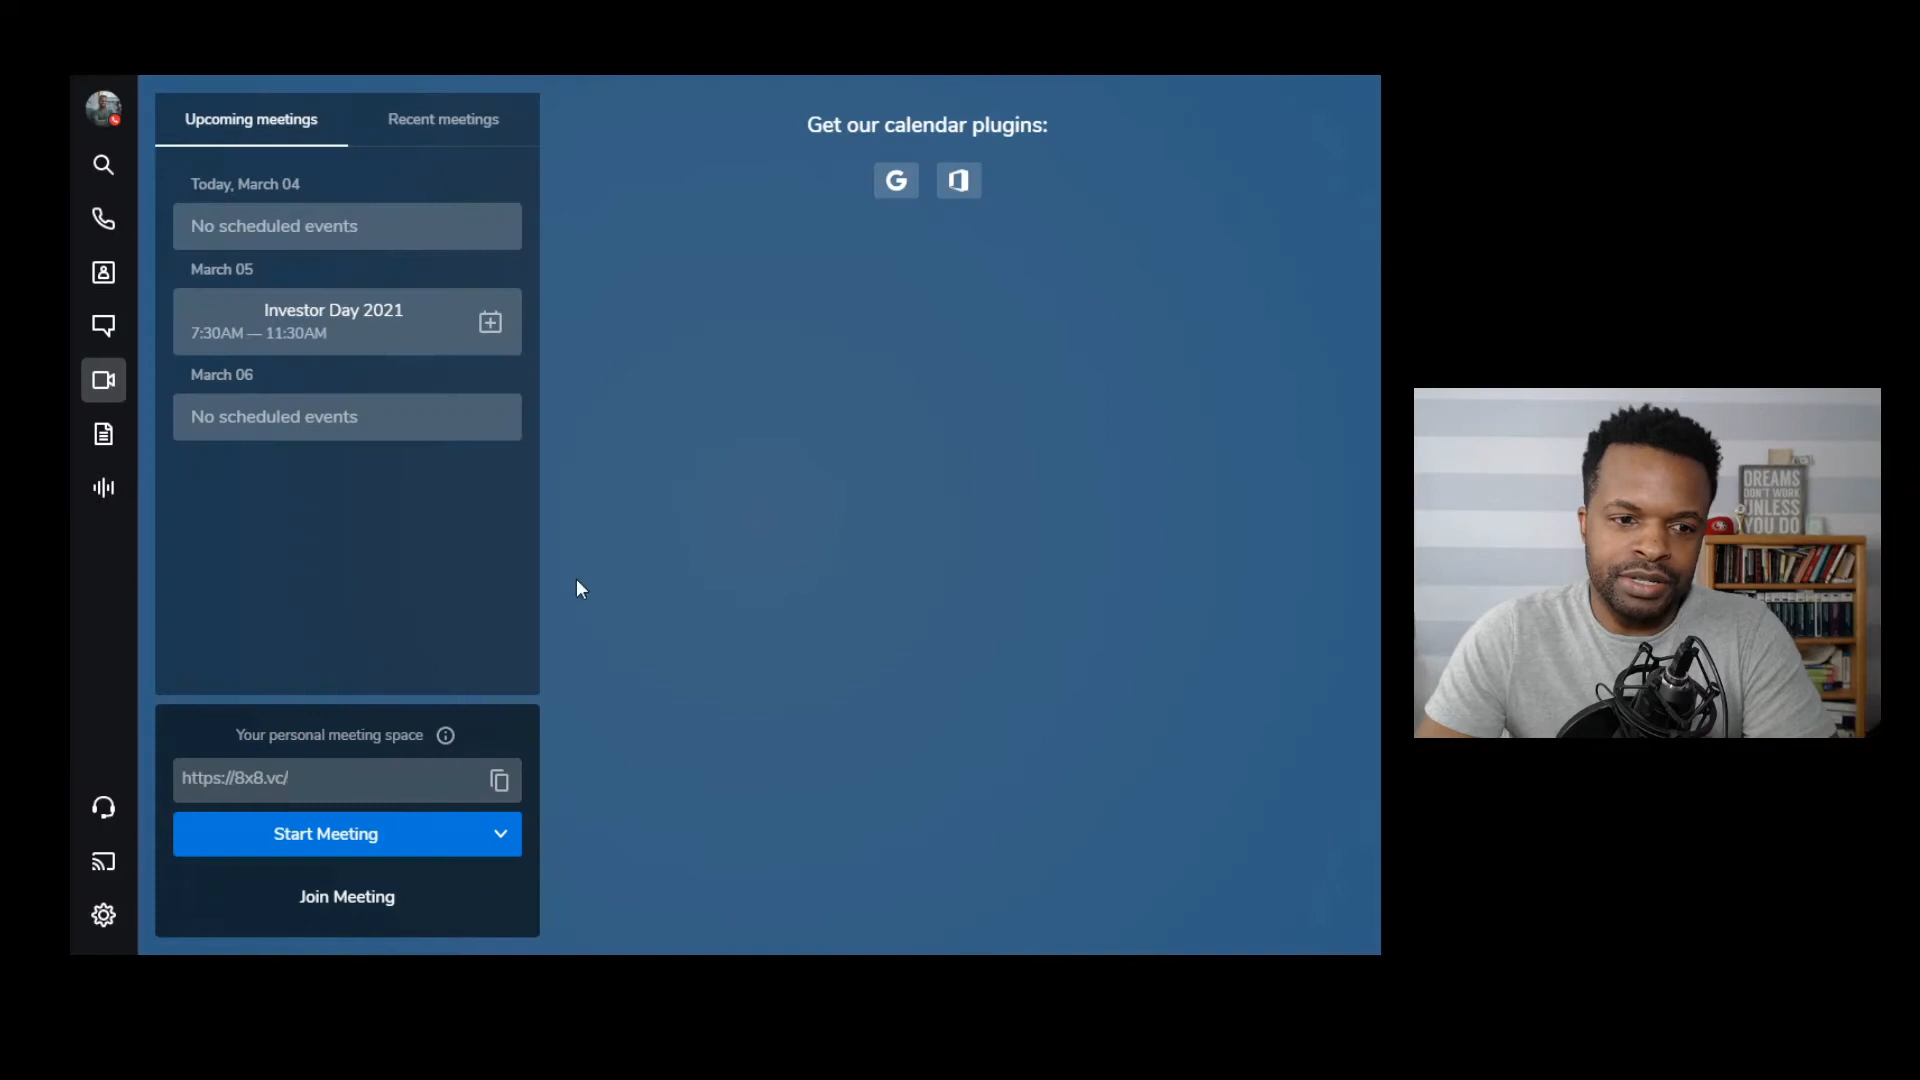 Upcoming meetings
Recent meetings
Today, March 04
No scheduled events
March 05
Investor Day 2021
7:30AM — 11:30AM
March 06
No scheduled events
Your personal meeting space
https://8x8.vc/
Start Meeting
Join Meeting
Get our calendar plugins:
DREAMS
DON'T WORK
UNLESS
YOU DO